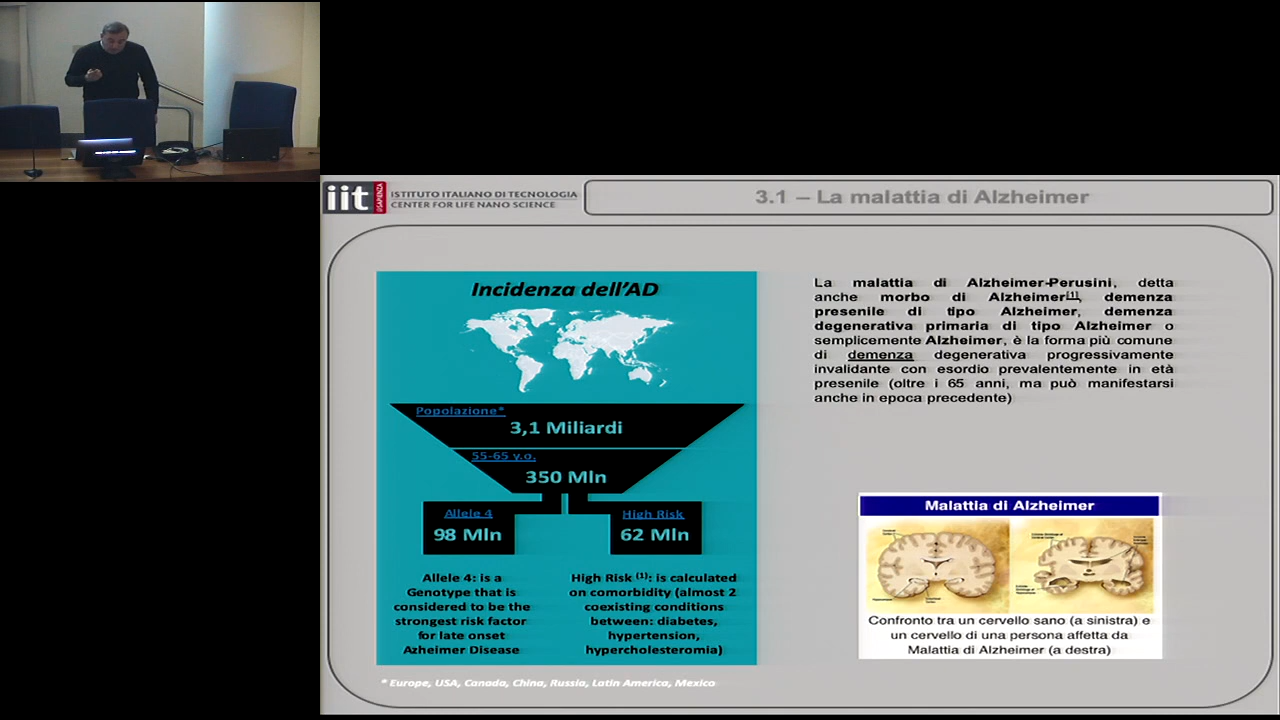 iit
SAPIENZA
ISTITUTO ITALIANO DI TECNOLOGIA
CENTER FOR LIFE NANO SCIENCE
3.1 – La malattia di Alzheimer
Incidenza dell'AD
Popolazione*
3,1 Miliardi
55-65 y.o.
350 Mln
Allele 4
98 Mln
High Risk
62 Mln
Allele 4: is a
Genotype that is
considered to be the
strongest risk factor
for late onset
Azheimer Disease
High Risk (1): is calculated
on comorbidity (almost 2
coexisting conditions
between: diabetes,
hypertension,
hypercholesteromia)
* Europe, USA, Canada, China, Russia, Latin America, Mexico
La malattia di Alzheimer-Perusini, detta
anche morbo di Alzheimer[1], demenza
presenile di tipo Alzheimer, demenza
degenerativa primaria di tipo Alzheimer o
semplicemente Alzheimer, è la forma più comune
di demenza degenerativa progressivamente
invalidante con esordio prevalentemente in età
presenile (oltre i 65 anni, ma può manifestarsi
anche in epoca precedente)
Malattia di Alzheimer
Confronto tra un cervello sano (a sinistra) e
un cervello di una persona affetta da
Malattia di Alzheimer (a destra)